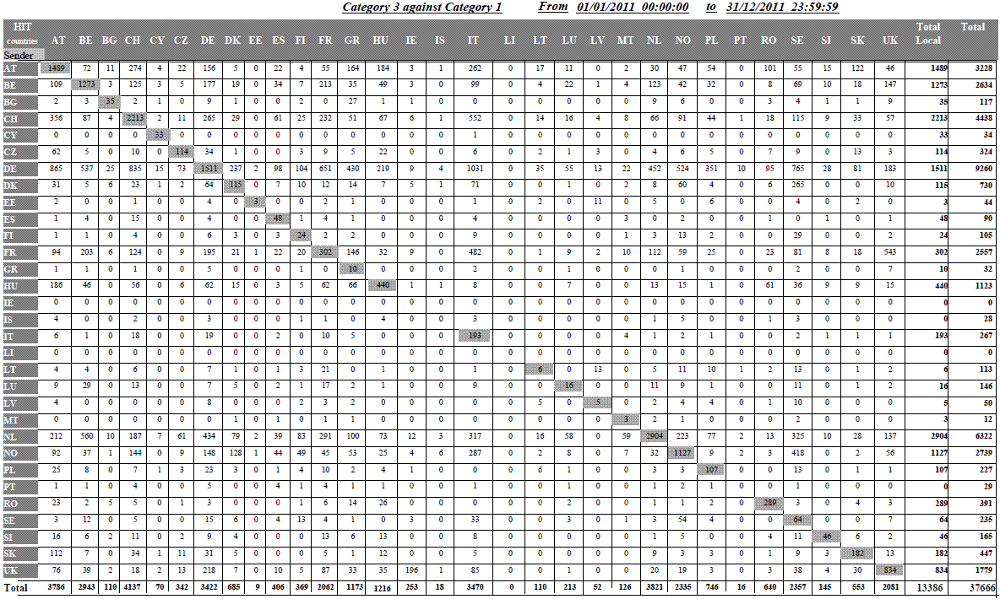 Category 3 against Category 1 From 01/01/2011 00:00:00 to 31/12/2011 23:59:59
HIT countries AT BE BG CH CY CZ DE DK EE ES FI FR GR HU IE IS IT LI LT LU LV MT NL NO PL PT RO SE SI SK UK Total Local Total
Sender
AT 1489 72 11 274 4 22 156 5 0 22 4 55 164 184 3 1 262 0 17 11 0 2 30 47 54 0 101 55 15 122 46 1489 3228
BE 109 1273 3 125 3 5 177 19 0 34 7 213 35 49 3 0 99 0 4 22 1 4 123 42 32 0 8 69 10 18 147 1273 2634
BG 2 3 35 2 1 0 9 1 0 0 2 0 27 1 1 0 0 0 0 0 0 0 9 6 0 0 3 4 1 1 9 35 117
CH 356 87 4 2213 2 11 265 29 0 61 25 232 51 67 6 1 552 0 14 16 4 8 66 91 44 1 18 115 9 33 57 2213 4438
CY 0 0 0 0 33 0 0 0 0 0 0 0 0 0 0 0 1 0 0 0 0 0 0 0 0 0 0 0 0 0 0 33 34
CZ 62 5 0 10 0 114 34 1 0 0 3 9 5 22 0 0 6 0 2 1 3 0 4 6 5 0 7 9 0 13 3 114 324
DE 865 537 25 835 15 73 1511 237 2 98 104 651 430 219 9 4 1031 0 35 55 13 22 452 524 351 10 95 765 28 81 183 1511 9260
DK 31 5 6 23 1 2 64 115 0 7 10 12 14 7 5 1 71 0 0 1 0 2 8 60 4 0 6 265 0 0 10 115 730
EE 2 0 0 1 0 0 4 0 3 0 0 2 1 0 0 0 1 0 2 0 11 0 5 0 6 0 0 4 0 2 0 3 44
ES 1 4 0 15 0 0 4 0 0 48 1 4 1 0 0 0 4 0 0 0 0 3 0 2 0 0 1 0 1 0 1 48 90
FI 1 1 0 4 0 0 6 3 0 3 24 2 2 0 0 0 9 0 0 0 0 1 3 13 2 0 0 29 0 0 2 24 105
FR 94 203 6 124 0 9 195 21 1 22 20 302 146 32 9 0 482 0 1 9 2 10 112 59 25 0 23 81 8 18 543 302 2557
GR 1 1 0 1 0 0 5 0 0 0 1 0 10 0 0 0 2 0 0 1 0 0 0 1 0 0 0 2 0 0 7 10 32
HU 186 46 0 56 0 6 62 15 0 3 5 62 66 440 1 1 8 0 0 7 0 0 13 15 1 0 61 36 9 9 15 440 1123
IE 0 0 0 0 0 0 0 0 0 0 0 0 0 0 0 0 0 0 0 0 0 0 0 0 0 0 0 0 0 0 0 0 0
IS 4 0 0 2 0 0 3 0 0 0 1 1 0 4 0 0 3 0 0 0 0 0 1 5 0 0 1 3 0 0 0 0 28
IT 6 1 0 18 0 0 19 0 0 2 0 10 5 0 0 0 193 0 0 0 0 4 1 2 1 0 0 2 1 1 1 193 267
LI 0 0 0 0 0 0 0 0 0 0 0 0 0 0 0 0 0 0 0 0 0 0 0 0 0 0 0 0 0 0 0 0 0
LT 4 4 0 6 0 0 7 1 0 1 3 21 0 1 0 0 1 0 6 0 13 0 5 11 10 1 2 13 0 1 2 6 113
LU 9 29 0 13 0 0 7 5 0 2 1 17 2 1 0 0 9 0 0 16 0 0 11 9 1 0 0 11 0 1 2 16 146
LV 4 0 0 0 0 0 8 0 0 0 2 3 2 0 0 0 0 0 5 0 5 0 2 4 4 0 1 10 0 0 0 5 50
MT 0 0 0 0 0 0 0 1 0 1 0 1 1 0 0 0 0 0 0 0 0 3 2 1 0 0 0 2 0 0 0 3 12
NL 212 560 10 187 7 61 434 79 2 39 83 291 100 73 12 3 317 0 16 58 0 59 2904 223 77 2 13 325 10 28 137 2904 6322
NO 92 37 1 144 0 9 148 128 1 44 49 45 53 25 4 6 287 0 2 8 0 7 32 1127 9 2 3 418 0 2 56 1127 2739
PL 25 8 0 7 1 3 23 3 0 1 4 10 2 4 1 0 0 0 6 1 0 0 3 3 107 0 0 13 0 1 1 107 227
PT 1 1 0 4 0 0 5 0 0 4 1 4 1 1 0 0 1 0 0 1 0 0 1 2 1 0 0 1 0 0 0 0 29
RO 23 2 5 5 0 1 3 0 0 0 1 6 14 26 0 0 0 0 0 2 0 0 1 1 2 0 289 3 0 4 3 289 391
SE 3 12 0 5 0 0 15 6 0 4 13 4 1 0 3 0 33 0 0 3 0 1 3 54 4 0 0 64 0 0 7 64 235
SI 16 6 2 11 0 2 9 4 0 0 0 13 6 13 0 0 8 0 0 0 0 0 1 5 0 0 4 11 46 6 2 46 165
SK 112 7 0 34 1 11 31 5 0 0 0 5 1 12 0 0 5 0 0 0 0 0 9 3 3 0 1 9 3 182 13 182 447
UK 76 39 2 18 2 13 218 7 0 10 5 87 33 35 196 1 85 0 0 1 0 0 20 19 3 0 3 38 4 30 834 834 1779
Total 3786 2943 110 4137 70 342 3422 685 9 406 369 2062 1173 1216 253 18 3470 0 110 213 52 126 3821 2335 746 16 640 2357 145 553 2081 13386 37666